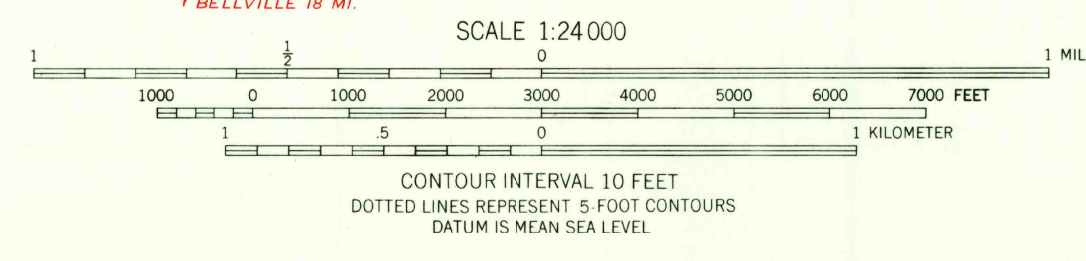 BELLVILLE 18 MI.
SCALE 1:24 000
1 ½ 0 1 MIL
1000 0 1000 2000 3000 4000 5000 6000 7000 FEET
1 .5 0 1 KILOMETER
CONTOUR INTERVAL 10 FEET
DOTTED LINES REPRESENT 5-FOOT CONTOURS
DATUM IS MEAN SEA LEVEL